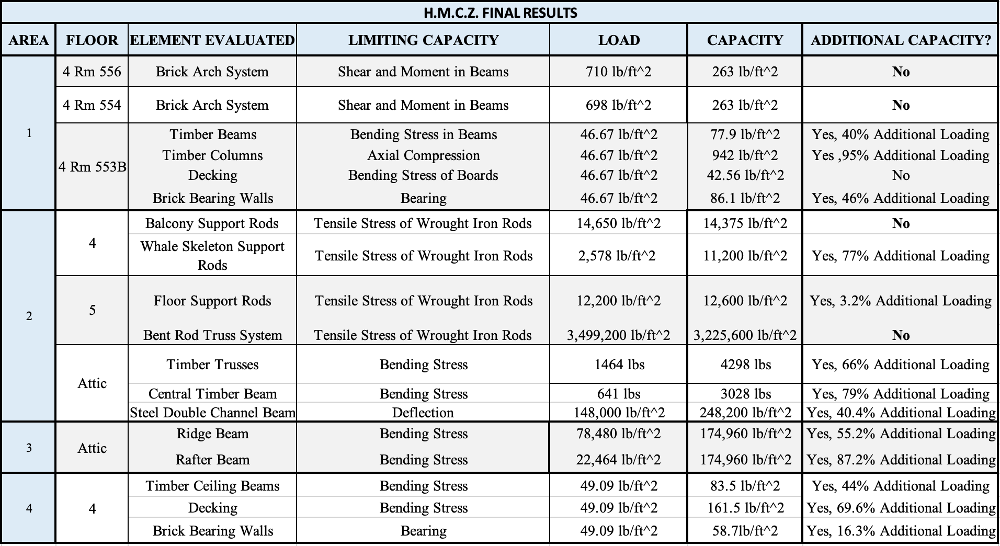 H.M.C.Z. FINAL RESULTS
AREA FLOOR ELEMENT EVALUATED LIMITING CAPACITY LOAD CAPACITY ADDITIONAL CAPACITY?
1
4 Rm 556 Brick Arch System Shear and Moment in Beams 710 lb/ft^2 263 lb/ft^2 No
4 Rm 554 Brick Arch System Shear and Moment in Beams 698 lb/ft^2 263 lb/ft^2 No
4 Rm 553B
Timber Beams Bending Stress in Beams 46.67 lb/ft^2 77.9 lb/ft^2 Yes, 40% Additional Loading
Timber Columns Axial Compression 46.67 lb/ft^2 942 lb/ft^2 Yes ,95% Additional Loading
Decking Bending Stress of Boards 46.67 lb/ft^2 42.56 lb/ft^2 No
Brick Bearing Walls Bearing 46.67 lb/ft^2 86.1 lb/ft^2 Yes, 46% Additional Loading
2
4
Balcony Support Rods Tensile Stress of Wrought Iron Rods 14,650 lb/ft^2 14,375 lb/ft^2 No
Whale Skeleton Support
Rods Tensile Stress of Wrought Iron Rods 2,578 lb/ft^2 11,200 lb/ft^2 Yes, 77% Additional Loading
5
Floor Support Rods Tensile Stress of Wrought Iron Rods 12,200 lb/ft^2 12,600 lb/ft^2 Yes, 3.2% Additional Loading
Bent Rod Truss System Tensile Stress of Wrought Iron Rods 3,499,200 lb/ft^2 3,225,600 lb/ft^2 No
Attic
Timber Trusses Bending Stress 1464 lbs 4298 lbs Yes, 66% Additional Loading
Central Timber Beam Bending Stress 641 lbs 3028 lbs Yes, 79% Additional Loading
Steel Double Channel Beam Deflection 148,000 lb/ft^2 248,200 lb/ft^2 Yes, 40.4% Additional Loading
3
Attic
Ridge Beam Bending Stress 78,480 lb/ft^2 174,960 lb/ft^2 Yes, 55.2% Additional Loading
Rafter Beam Bending Stress 22,464 lb/ft^2 174,960 lb/ft^2 Yes, 87.2% Additional Loading
4
4
Timber Ceiling Beams Bending Stress 49.09 lb/ft^2 83.5 lb/ft^2 Yes, 44% Additional Loading
Decking Bending Stress 49.09 lb/ft^2 161.5 lb/ft^2 Yes, 69.6% Additional Loading
Brick Bearing Walls Bearing 49.09 lb/ft^2 58.7lb/ft^2 Yes, 16.3% Additional Loading